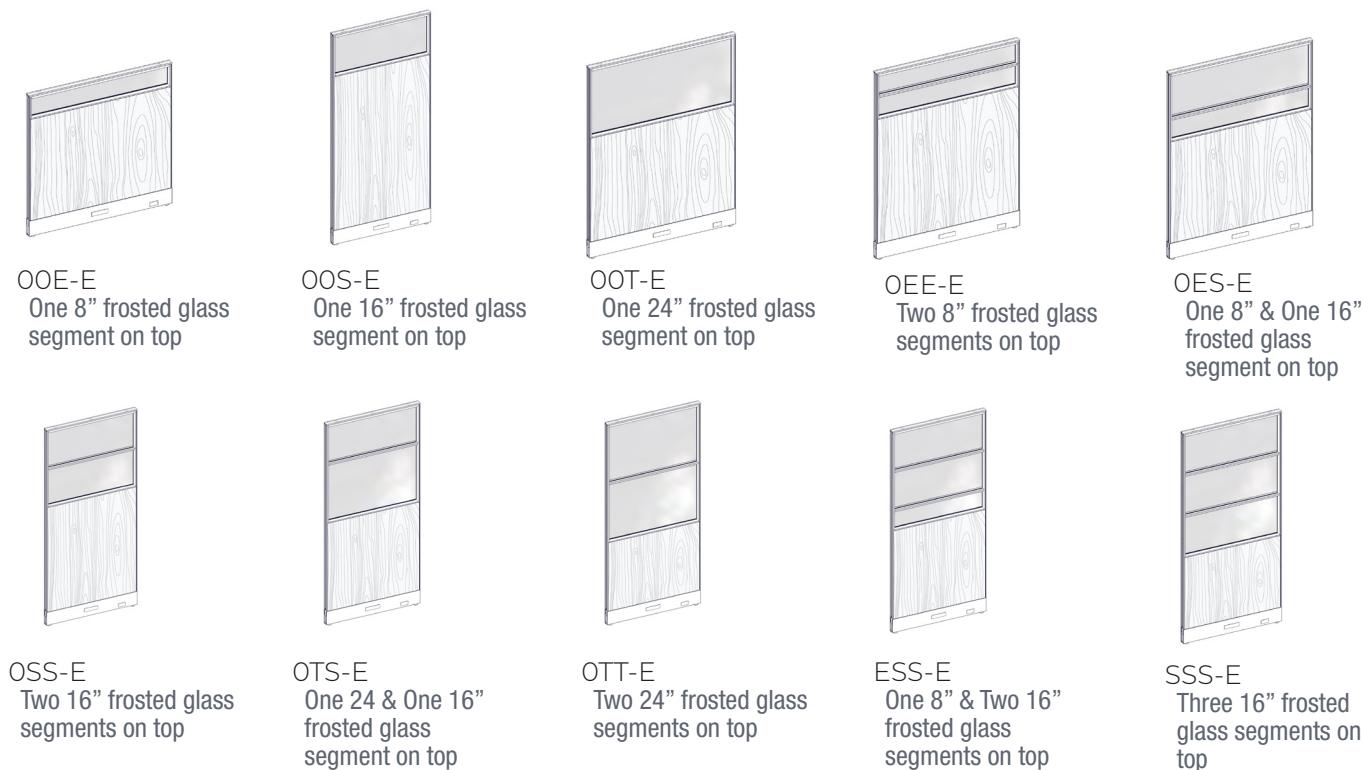 OOE-E
One 8” frosted glass
segment on top
OOS-E
One 16” frosted glass
segment on top
OOT-E
One 24” frosted glass
segment on top
OEE-E
Two 8” frosted glass
segments on top
OES-E
One 8” & One 16”
frosted glass
segment on top
OSS-E
Two 16” frosted glass
segments on top
OTS-E
One 24 & One 16”
frosted glass
segment on top
OTT-E
Two 24” frosted glass
segments on top
ESS-E
One 8” & Two 16”
frosted glass
segments on top
SSS-E
Three 16” frosted
glass segments on
top